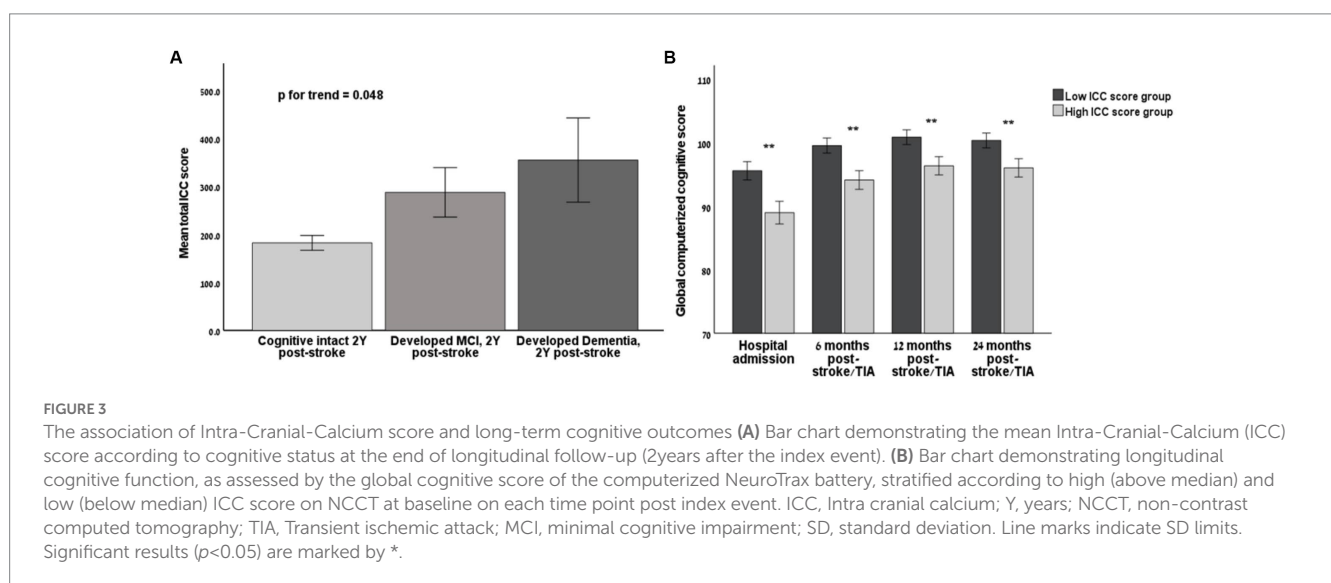 A
Mean total ICC score
500.0
400.0
300.0
200.0
100.0
0.0
p for trend = 0.048
Cognitive intact 2Y
post-stroke
Developed MCI, 2Y
post-stroke
Developed Dementia,
2Y post-stroke
B
Global computerized cognitive score
110
100
90
80
70
**
**
**
**
Hospital
admission
6 months
post-
stroke/TIA
12 months
post-
stroke/TIA
24 months
post-
stroke/TIA
Low ICC score group
High ICC score group
FIGURE 3
The association of Intra-Cranial-Calcium score and long-term cognitive outcomes (A) Bar chart demonstrating the mean Intra-Cranial-Calcium (ICC)
score according to cognitive status at the end of longitudinal follow-up (2years after the index event). (B) Bar chart demonstrating longitudinal
cognitive function, as assessed by the global cognitive score of the computerized NeuroTrax battery, stratified according to high (above median) and
low (below median) ICC score on NCCT at baseline on each time point post index event. ICC, Intra cranial calcium; Y, years; NCCT, non-contrast
computed tomography; TIA, Transient ischemic attack; MCI, minimal cognitive impairment; SD, standard deviation. Line marks indicate SD limits.
Significant results (p<0.05) are marked by *.